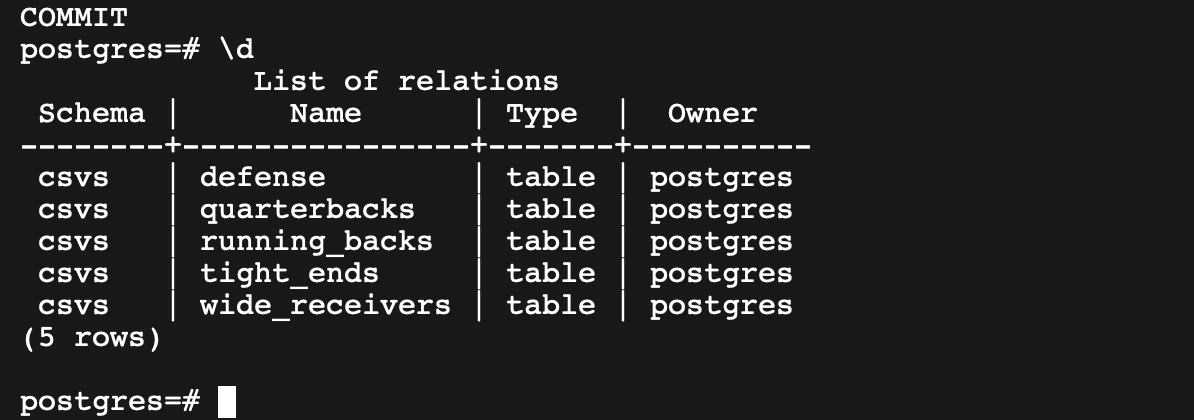 COMMIT
postgres=# \d
             List of relations
 Schema |      Name      | Type  |  Owner
--------+----------------+-------+----------
 csvs   | defense        | table | postgres
 csvs   | quarterbacks   | table | postgres
 csvs   | running_backs  | table | postgres
 csvs   | tight_ends     | table | postgres
 csvs   | wide_receivers | table | postgres
(5 rows)
postgres=#